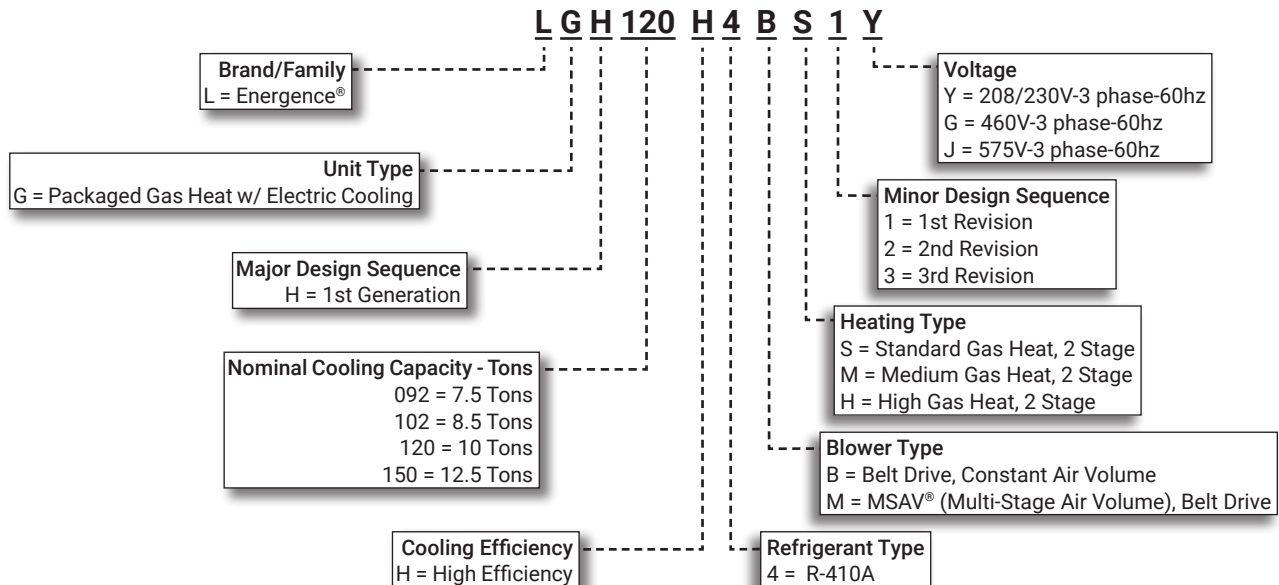 L G H 120 H 4 B S 1 Y
Brand/Family
L = Energence®
Unit Type
G = Packaged Gas Heat w/ Electric Cooling
Major Design Sequence
H = 1st Generation
Nominal Cooling Capacity - Tons
092 = 7.5 Tons
102 = 8.5 Tons
120 = 10 Tons
150 = 12.5 Tons
Cooling Efficiency
H = High Efficiency
Voltage
Y = 208/230V-3 phase-60hz
G = 460V-3 phase-60hz
J = 575V-3 phase-60hz
Minor Design Sequence
1 = 1st Revision
2 = 2nd Revision
3 = 3rd Revision
Heating Type
S = Standard Gas Heat, 2 Stage
M = Medium Gas Heat, 2 Stage
H = High Gas Heat, 2 Stage
Blower Type
B = Belt Drive, Constant Air Volume
M = MSAV® (Multi-Stage Air Volume), Belt Drive
Refrigerant Type
4 = R-410A